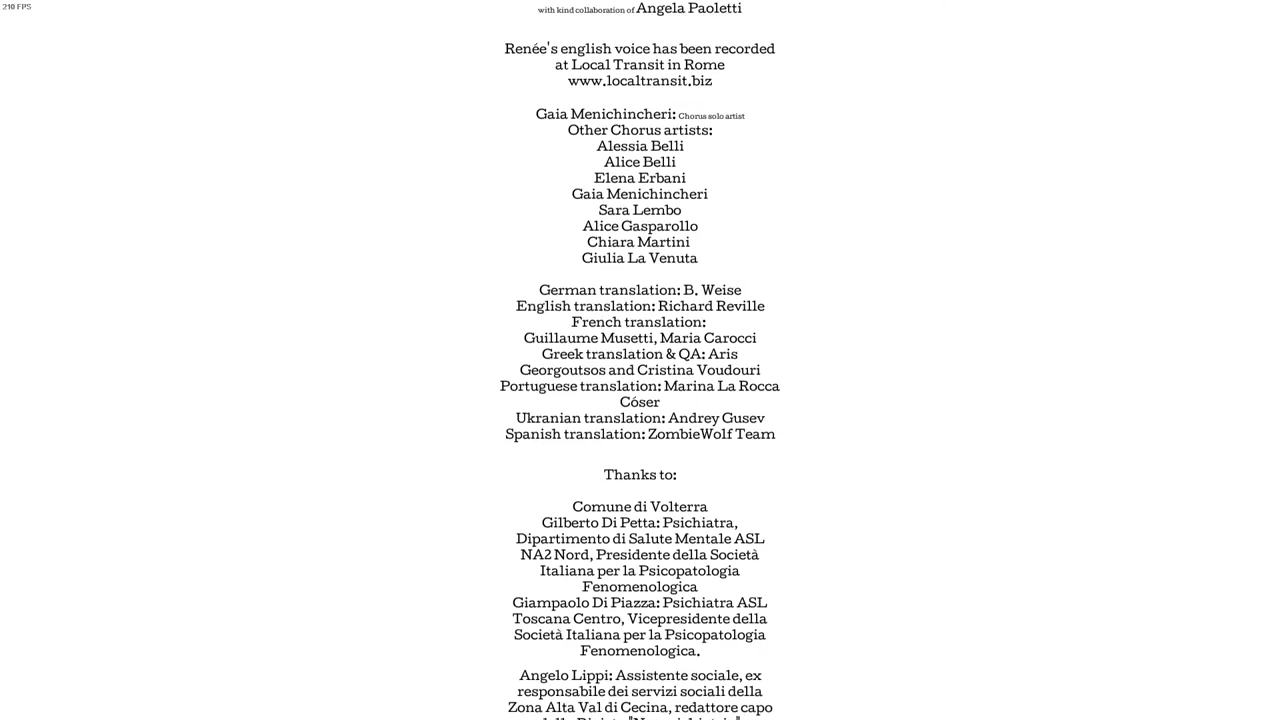 210 FPS
with kind collaboration of Angela Paoletti
Renée's english voice has been recorded
at Local Transit in Rome
www.localtransit.biz
Gaia Menichincheri: Chorus solo artist
Other Chorus artists:
Alessia Belli
Alice Belli
Elena Erbani
Gaia Menichincheri
Sara Lembo
Alice Gasparollo
Chiara Martini
Giulia La Venuta
German translation: B. Weise
English translation: Richard Reville
French translation:
Guillaume Musetti, Maria Carocci
Greek translation & QA: Aris
Georgoutsos and Cristina Voudouri
Portuguese translation: Marina La Rocca
Cóser
Ukranian translation: Andrey Gusev
Spanish translation: ZombieWolf Team
Thanks to:
Comune di Volterra
Gilberto Di Petta: Psichiatra,
Dipartimento di Salute Mentale ASL
NA2 Nord, Presidente della Società
Italiana per la Psicopatologia
Fenomenologica
Giampaolo Di Piazza: Psichiatra ASL
Toscana Centro, Vicepresidente della
Società Italiana per la Psicopatologia
Fenomenologica.
Angelo Lippi: Assistente sociale, ex
responsabile dei servizi sociali della
Zona Alta Val di Cecina, redattore capo